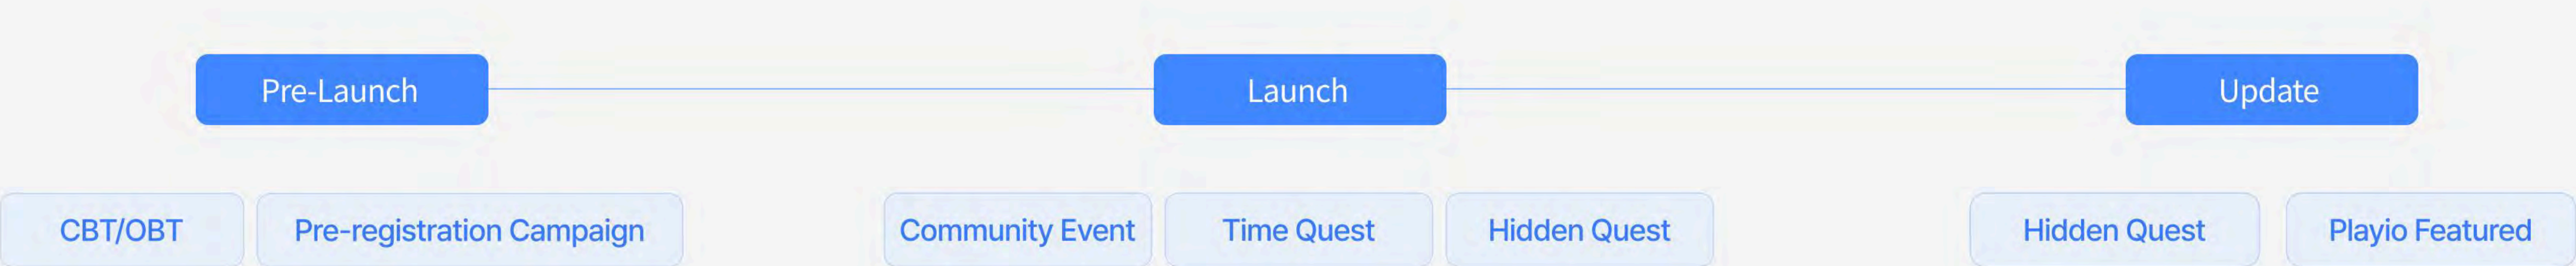 Pre-Launch
Launch
Update
CBT/OBT
Pre-registration Campaign
Community Event
Time Quest
Hidden Quest
Hidden Quest
Playio Featured